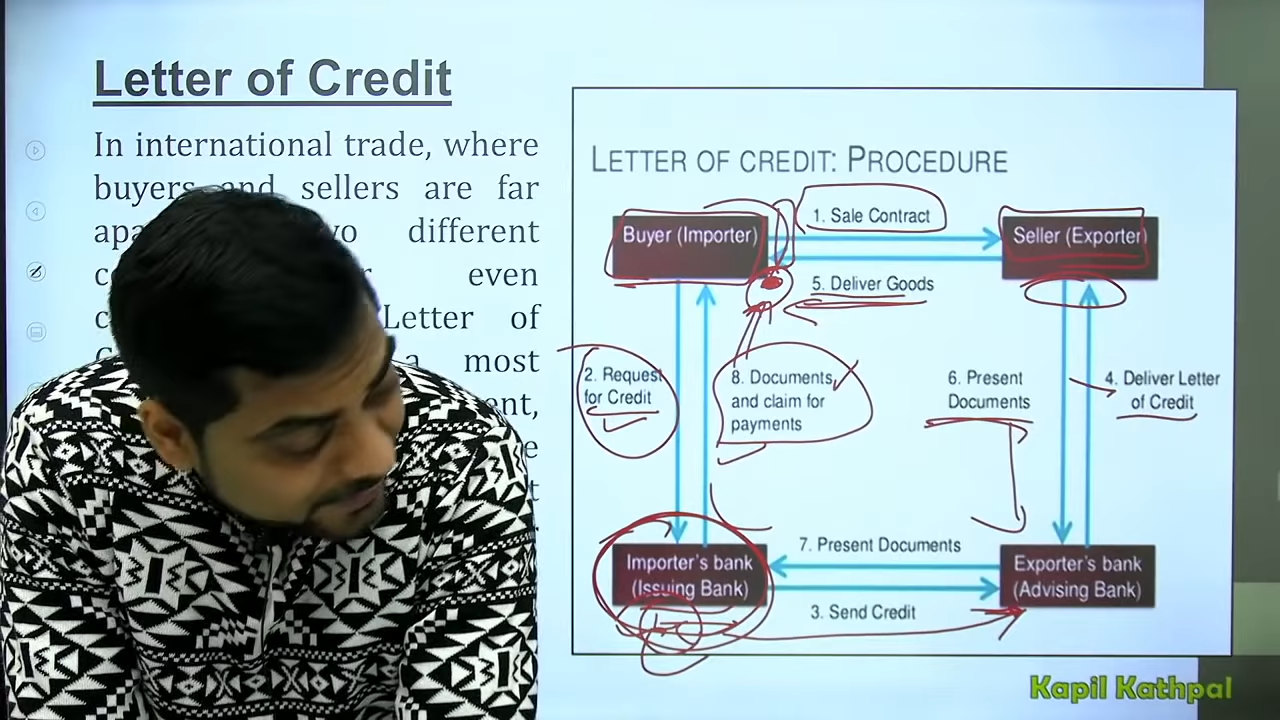 Letter of Credit
In international trade, where
buyers and sellers are far
different
even
Letter of
a most
LETTER OF CREDIT: PROCEDURE
Buyer (Importer)
1. Sale Contract
Seller (Exporter)
5. Deliver Goods
2. Request
for Credit
8. Documents
and claim for
payments
6. Present
Documents
4. Deliver Letter
of Credit
Importer's bank
(Issuing Bank)
7. Present Documents
3. Send Credit
Exporter's bank
(Advising Bank)
Kapil Kathpal